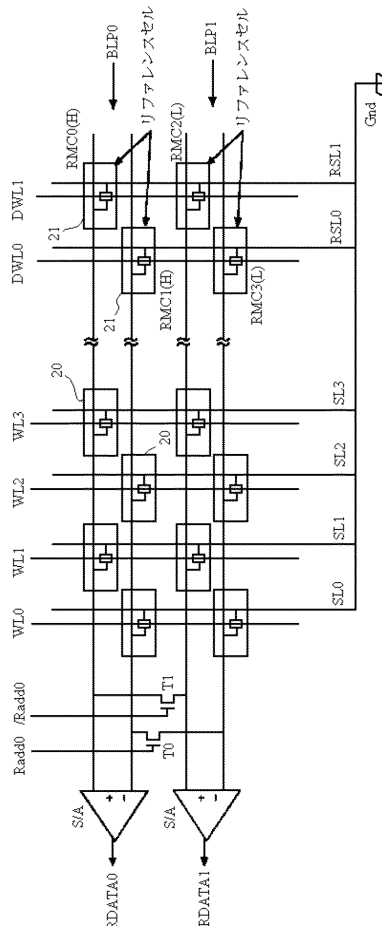 BLP0
BLP1
RMC0(H)
リファレンスセル
RMC2(L)
リファレンスセル
DWL1
21
DWL0
21
RMC1(H)
RMC3(L)
RSL1
RSL0
Gnd
20
WL3
20
WL2
WL1
WL0
SL3
SL2
SL1
SL0
/Radd0
Radd0
T1
T0
S/A
+
−
S/A
+
−
RDATA0
RDATA1